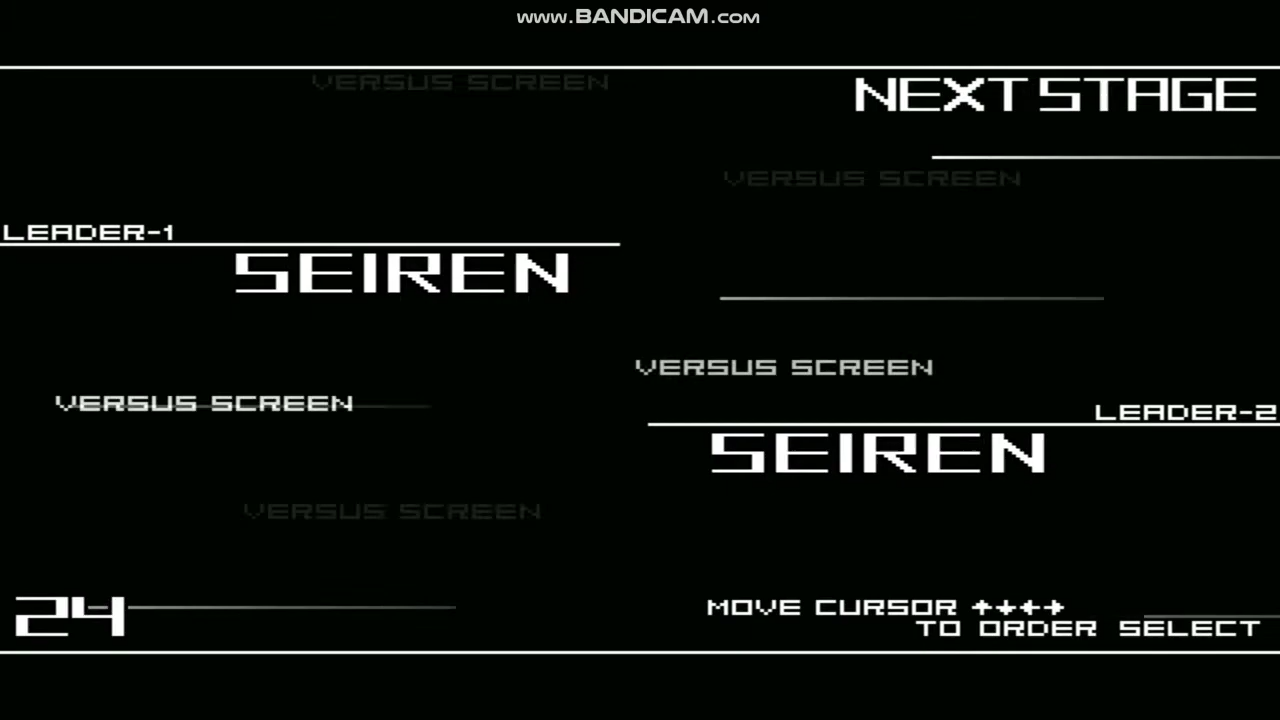 www.BANDICAM.com
VERSUS SCREEN
NEXT STAGE
VERSUS SCREEN
LEADER-1
SEIREN
VERSUS SCREEN
VERSUS SCREEN
LEADER-2
SEIREN
VERSUS SCREEN
24
MOVE CURSOR ↑↓←→
TO ORDER SELECT